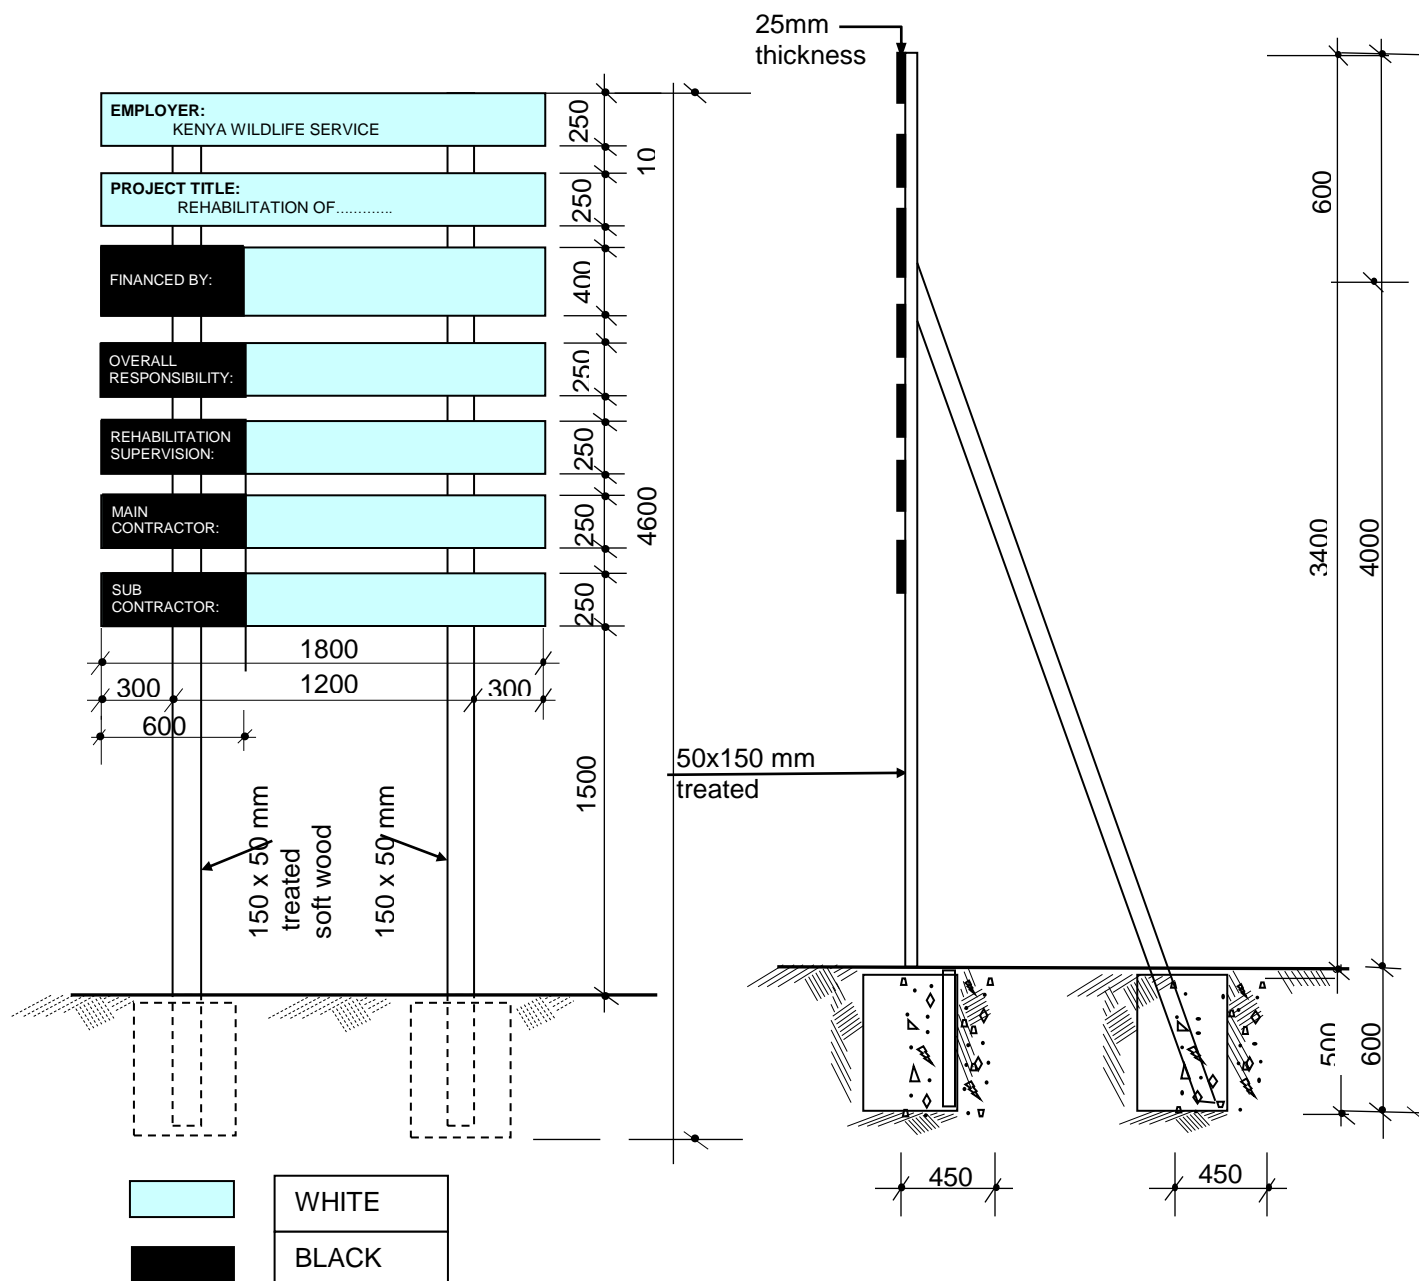 25mm
thickness
EMPLOYER:
KENYA WILDLIFE SERVICE
PROJECT TITLE:
REHABILITATION OF.............
FINANCED BY:
OVERALL
RESPONSIBILITY:
REHABILITATION
SUPERVISION:
MAIN
CONTRACTOR:
SUB
CONTRACTOR:
250
10
250
400
250
250
250
250
4600
1500
1800
300
1200
300
600
150 x 50 mm
treated
soft wood
150 x 50 mm
50x150 mm
treated
600
3400
4000
500
600
450
450
WHITE
BLACK